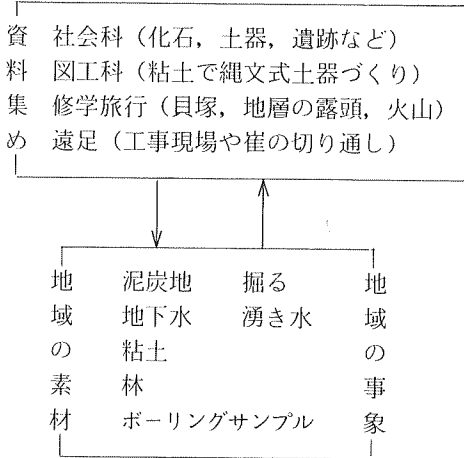 資料集め
社会科（化石，土器，遺跡など）
図工科（粘土で縄文式土器づくり）
修学旅行（貝塚，地層の露頭，火山）
遠足（工事現場や崖の切り通し）
地域の素材
泥炭地　掘る
地下水　湧き水
粘土
林
ボーリングサンプル
地域の事象